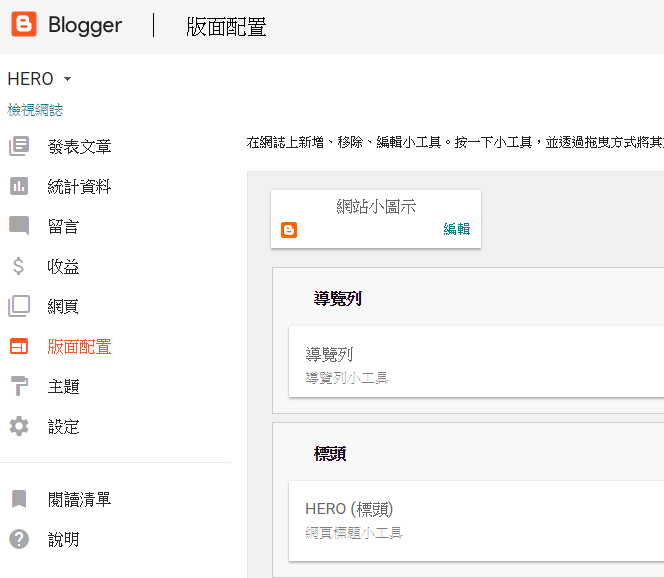 Blogger
版面配置
HERO
檢視網誌
發表文章
統計資料
留言
收益
網頁
版面配置
主題
設定
閱讀清單
說明
在網誌上新增、移除、編輯小工具。按一下小工具，並透過拖曳方式將其
網站小圖示
編輯
導覽列
導覽列
導覽列小工具
標頭
HERO (標頭)
網頁標題小工具